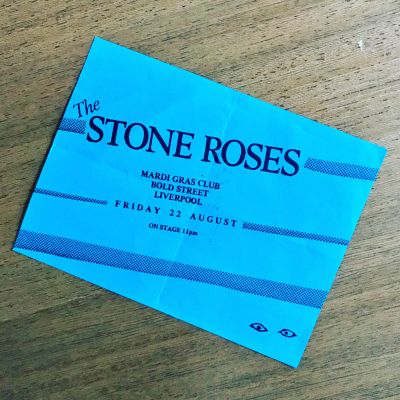 The
STONE ROSES
MARDI GRAS CLUB
BOLD STREET
LIVERPOOL
FRIDAY 22 AUGUST
ON STAGE 11pm